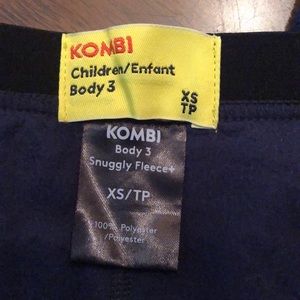 KOMBI
Children/Enfant
Body 3
XS
TP
KOMBI
Body 3
Snuggly Fleece+
XS/TP
100% Polyester
/Polyester